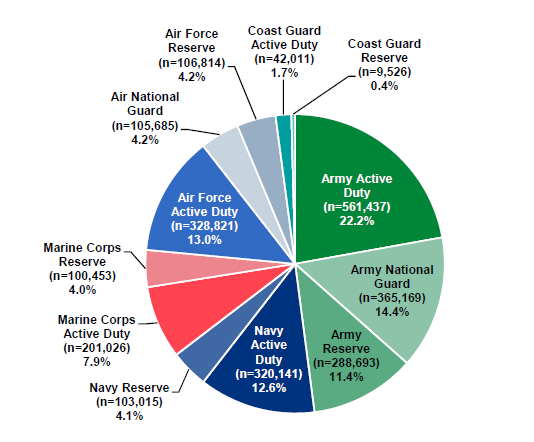 Air Force
Reserve
(n=106,814)
4.2%
Coast Guard
Active Duty
(n=42,011)
1.7%
Coast Guard
Reserve
(n=9,526)
0.4%
Air National
Guard
(n=105,685)
4.2%
Army Active
Duty
(n=561,437)
22.2%
Air Force
Active Duty
(n=328,821)
13.0%
Marine Corps
Reserve
(n=100,453)
4.0%
Army National
Guard
(n=365,169)
14.4%
Marine Corps
Active Duty
(n=201,026)
7.9%
Navy
Active
Duty
(n=320,141)
12.6%
Army
Reserve
(n=288,693)
11.4%
Navy Reserve
(n=103,015)
4.1%